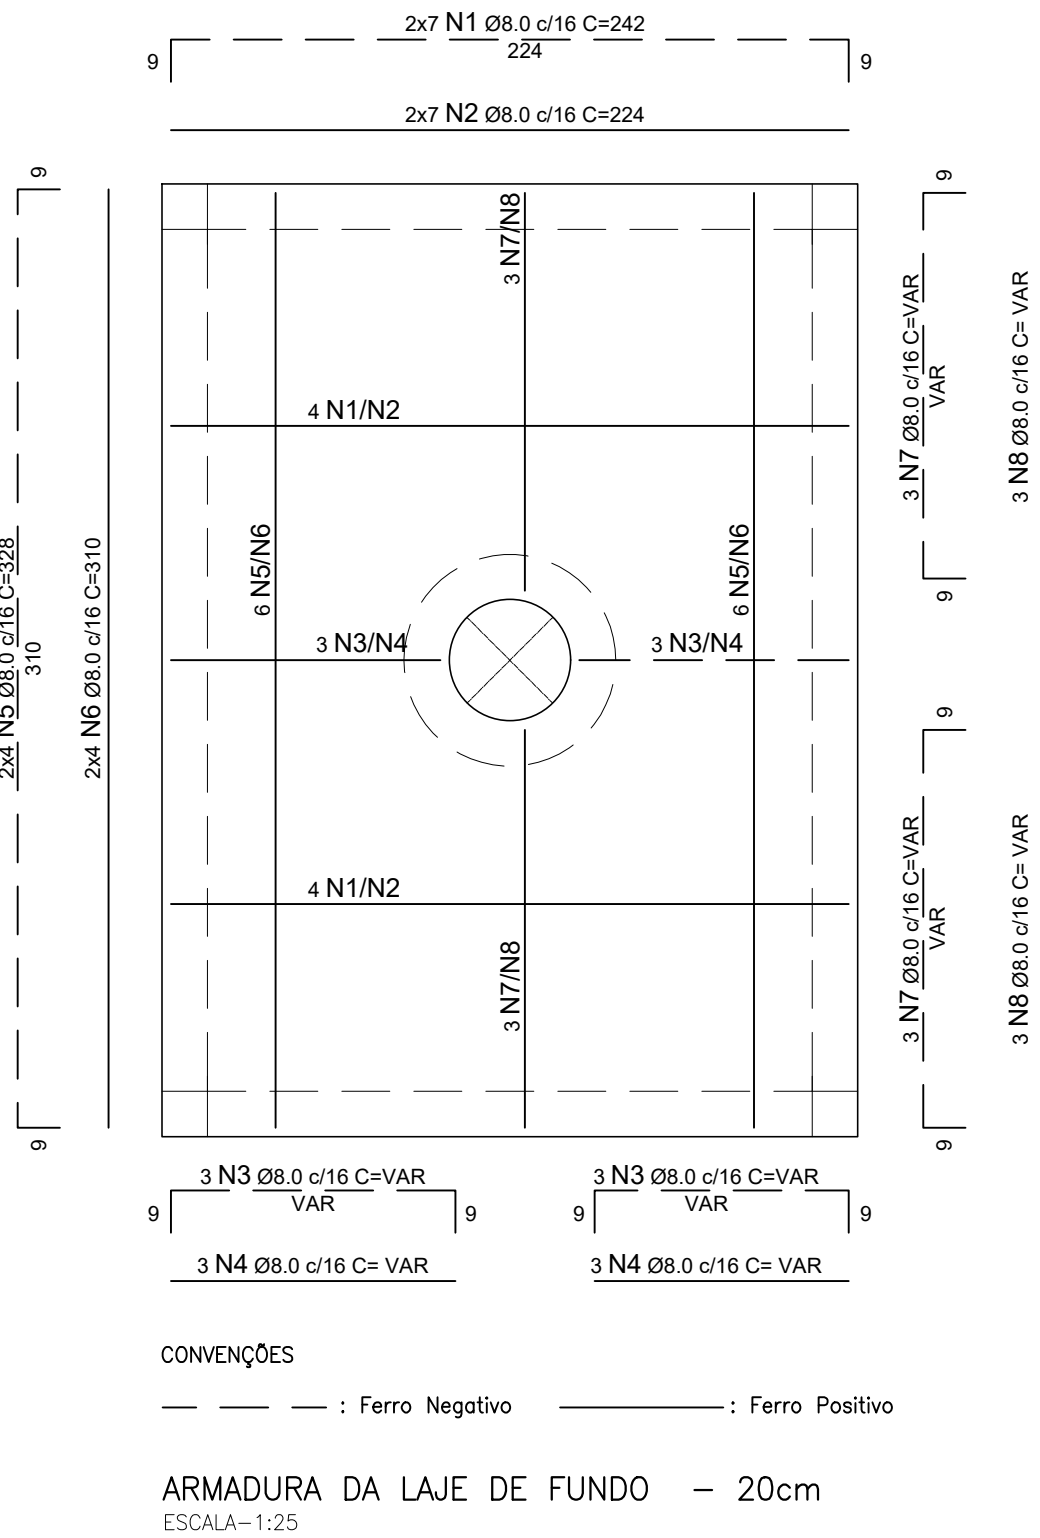 2x7 N1 Ø8.0 c/16 C=242
224
9
9
2x7 N2 Ø8.0 c/16 C=224
9
2x4 N5 Ø8.0 c/16 C=328
310
9
2x4 N6 Ø8.0 c/16 C=310
3 N7/N8
4 N1/N2
6 N5/N6
6 N5/N6
3 N3/N4
3 N3/N4
4 N1/N2
3 N7/N8
9
3 N7 Ø8.0 c/16 C=VAR
VAR
9
3 N8 Ø8.0 c/16 C= VAR
9
3 N7 Ø8.0 c/16 C=VAR
VAR
9
3 N8 Ø8.0 c/16 C= VAR
3 N3 Ø8.0 c/16 C=VAR
VAR
9
9
3 N3 Ø8.0 c/16 C=VAR
VAR
9
9
3 N4 Ø8.0 c/16 C= VAR
3 N4 Ø8.0 c/16 C= VAR
CONVENÇÕES
: Ferro Negativo
: Ferro Positivo
ARMADURA DA LAJE DE FUNDO - 20cm
ESCALA-1:25